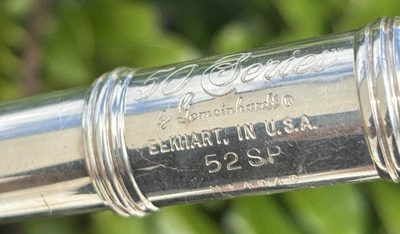 50 Series
Gemeinhardt®
ELKHART, IN U.S.A.
52SP